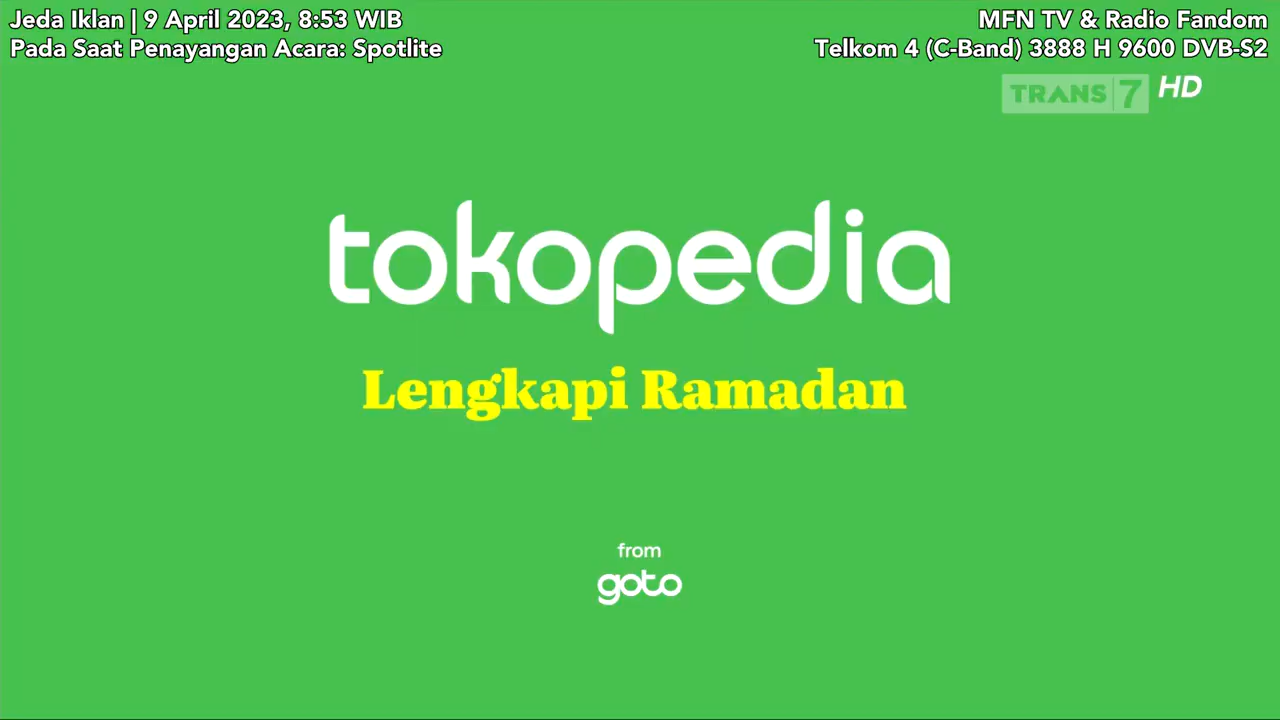 Jeda Iklan | 9 April 2023, 8:53 WIB
Pada Saat Penayangan Acara: Spotlite
MFN TV & Radio Fandom
Telkom 4 (C-Band) 3888 H 9600 DVB-S2
TRANS|7 HD
tokopedia
Lengkapi Ramadan
from
goto